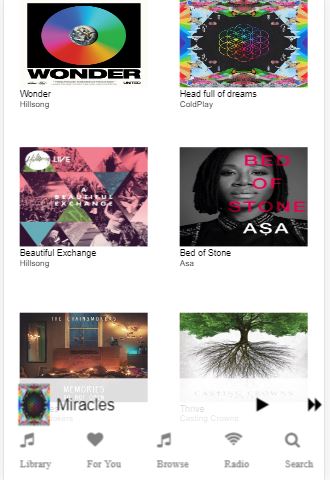 WONDER
UNITED
Wonder
Hillsong
Head full of dreams
ColdPlay
Hillsong LIVE
A
BEAUTIFUL
EXCHANGE
BED
OF
STONE
ASA
Beautiful Exchange
Hillsong
Bed of Stone
Asa
THE CHAINSMOKERS
MEMORIES
CASTING CROWNS
Thrive
Casting Crowns
Miracles
Library
For You
Browse
Radio
Search